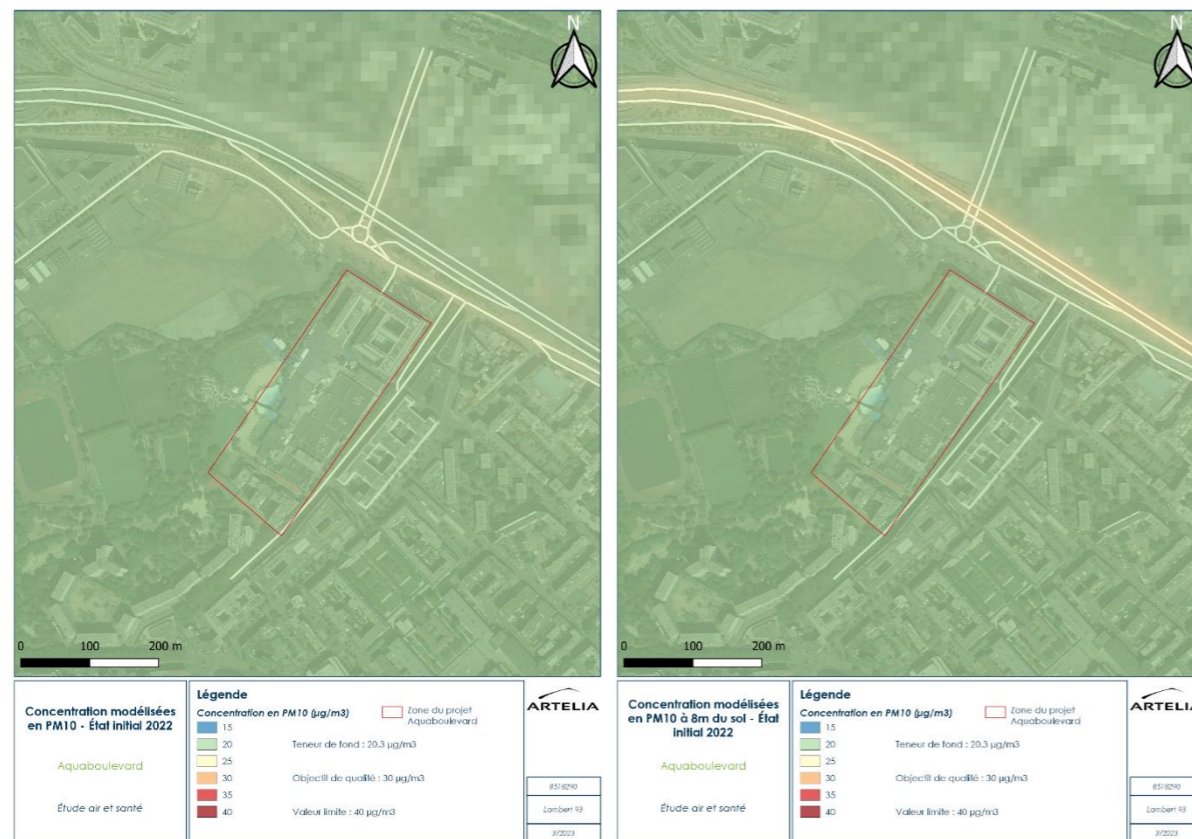 N
0 100 200 m
Concentration modélisées
en PM10 - État initial 2022
Aquaboulevard
Étude air et santé
Légende
Concentration en PM10 (µg/m3)
15
20
25
30
35
40
Teneur de fond : 20.3 µg/m3
Objectif de qualité : 30 µg/m3
Valeur limite : 40 µg/m3
Zone du projet
Aquaboulevard
ARTELIA
8518290
Lambert 93
3/2023
N
0 100 200 m
Concentration modélisées
en PM10 à 8m du sol - État
initial 2022
Aquaboulevard
Étude air et santé
Légende
Concentration en PM10 (µg/m3)
15
20
25
30
35
40
Teneur de fond : 20.3 µg/m3
Objectif de qualité : 30 µg/m3
Valeur limite : 40 µg/m3
Zone du projet
Aquaboulevard
ARTELIA
8518290
Lambert 93
3/2023